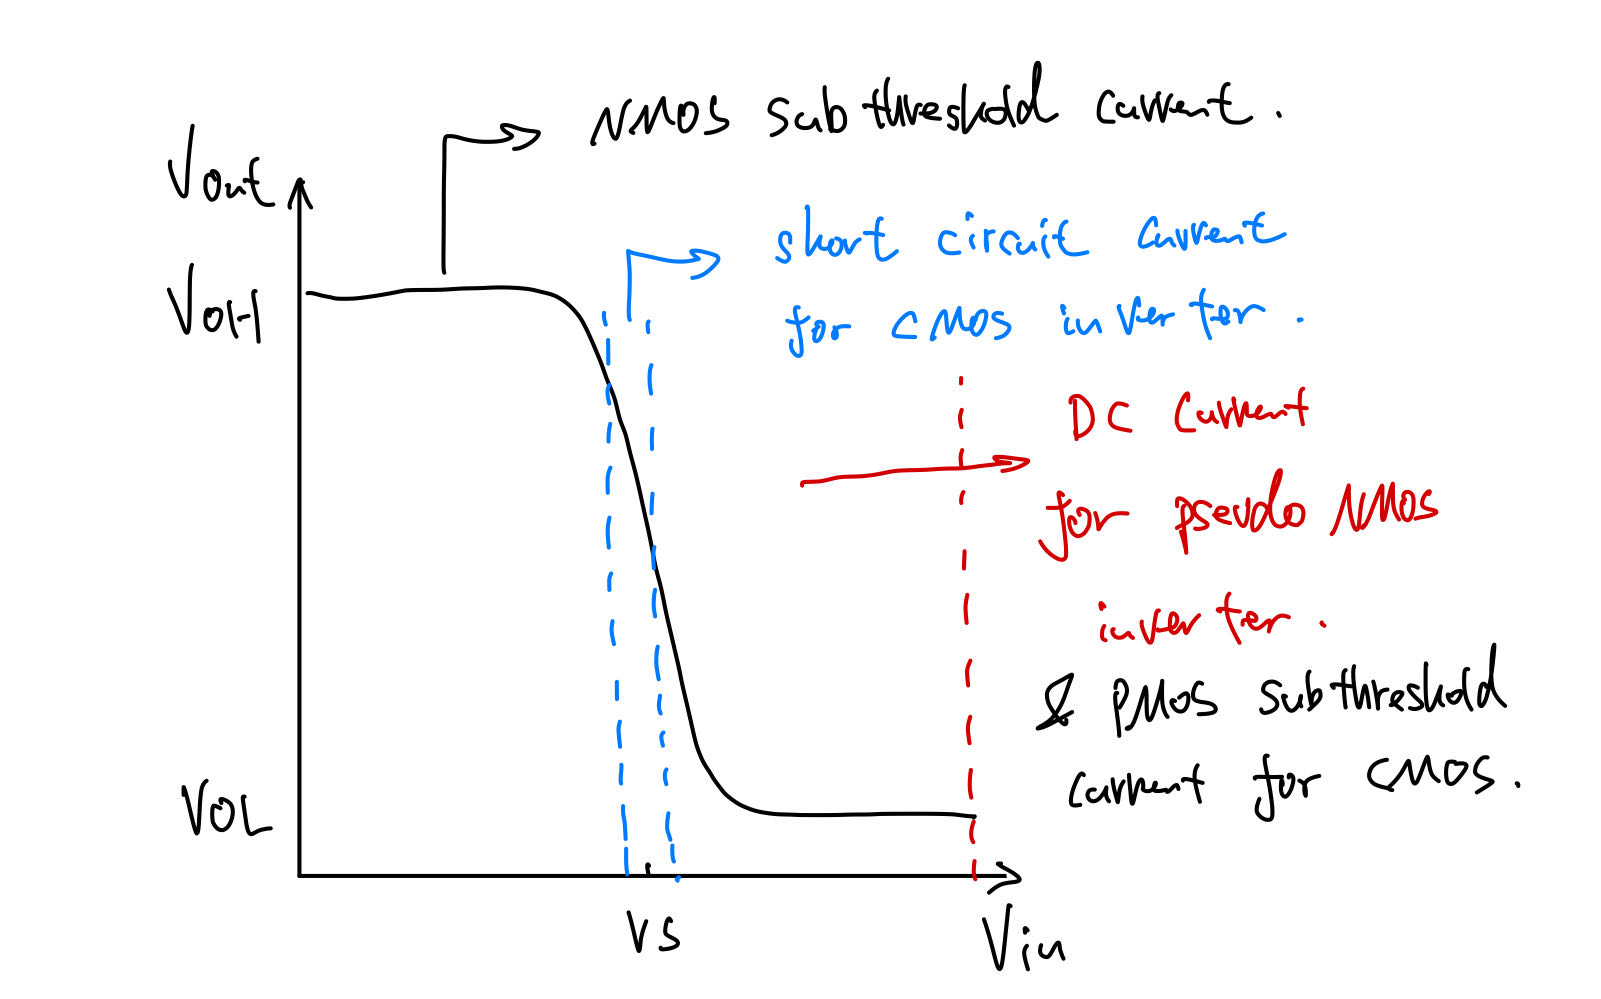 NMOS subthreshold current.
Vout
short circuit current
VOH
for CMOS inverter.
DC current
for pseudo NMOS
inverter.
& PMOS subthreshold
current for CMOS.
VOL
VS
Vin